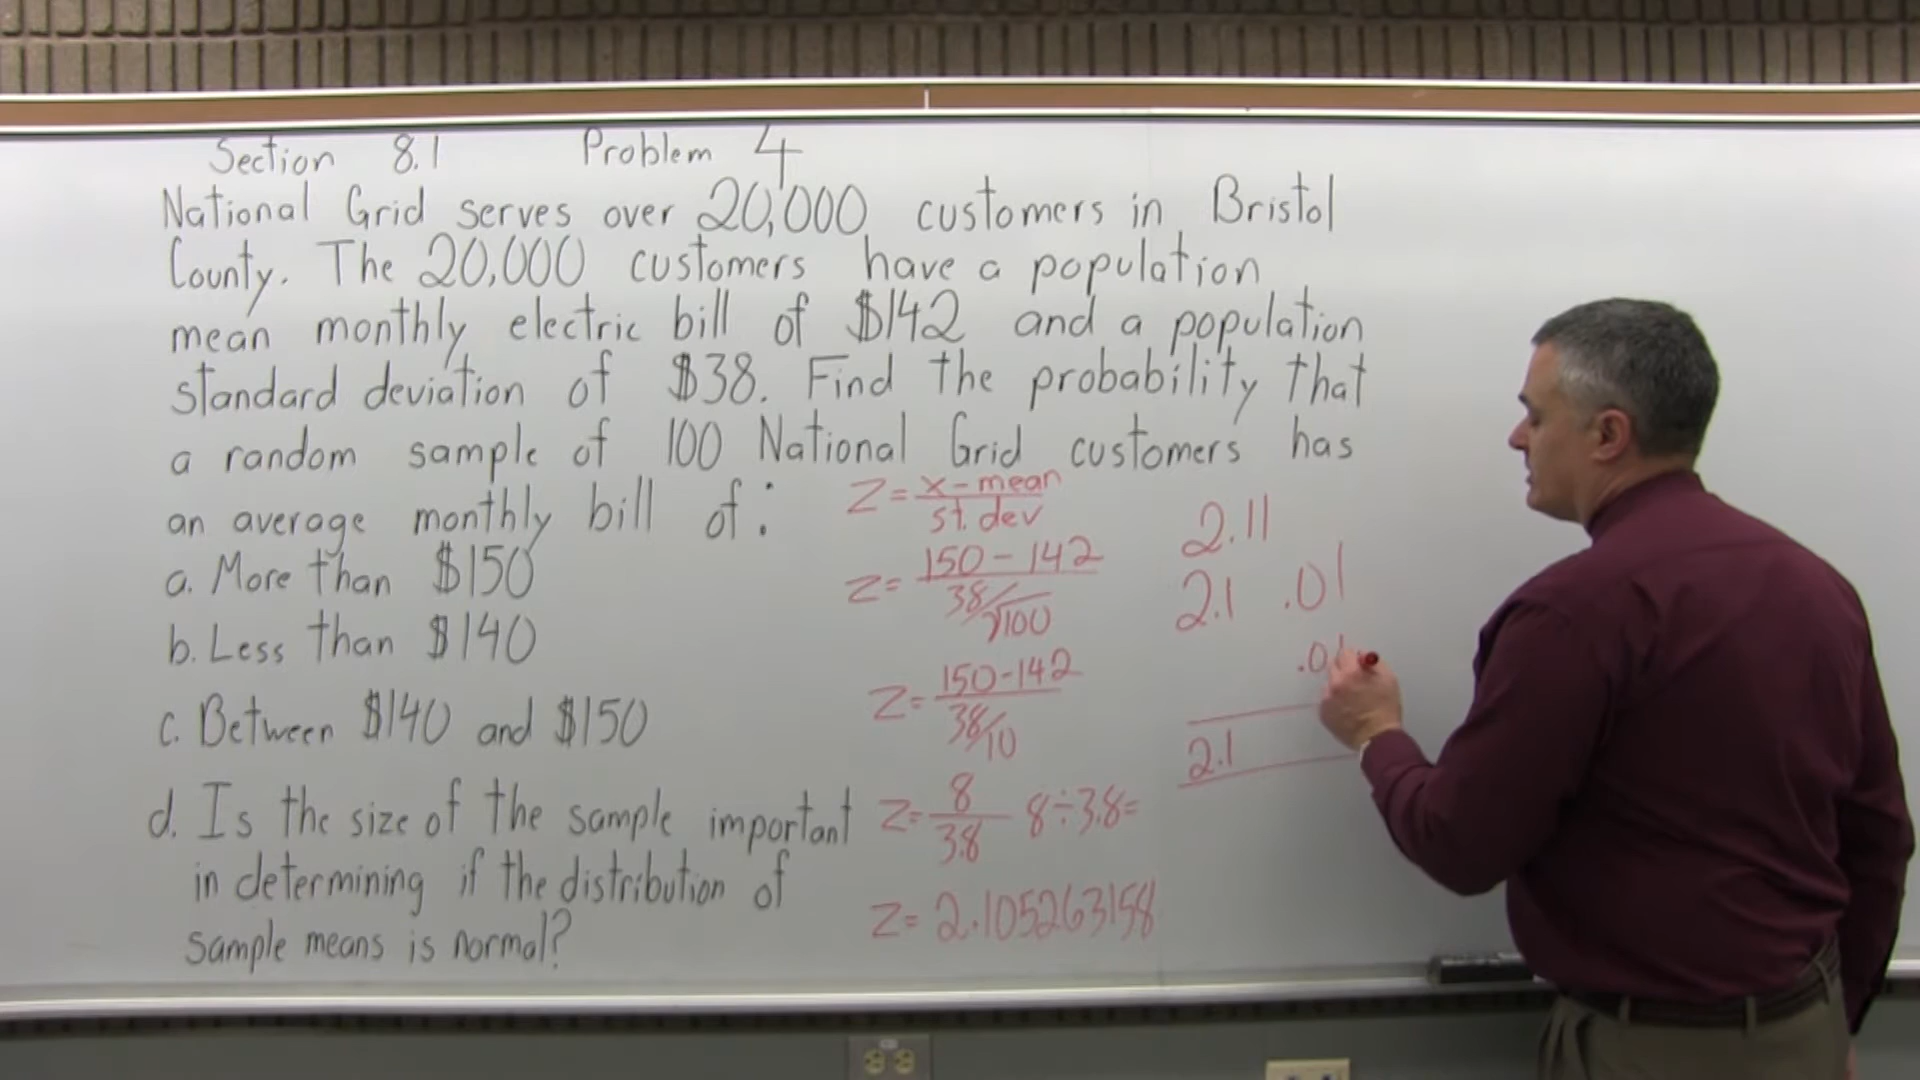 Section 8.1 Problem 4
National Grid serves over 20,000 customers in Bristol
County. The 20,000 customers have a population
mean monthly electric bill of $142 and a population
standard deviation of $38. Find the probability that
a random sample of 100 National Grid customers has
an average monthly bill of:
a. More than $150
b. Less than $140
c. Between $140 and $150
d. Is the size of the sample important
in determining if the distribution of
sample means is normal?
Z = x - mean
st. dev
Z = 150 - 142
38/√100
Z = 150-142
38/10
Z = 8
3.8
8÷3.8=
Z = 2.105263158
2.11
2.1 .01
.01
2.1